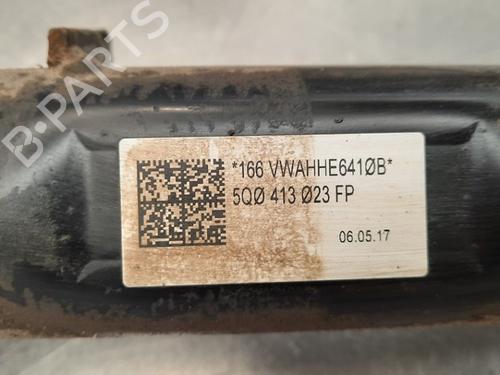 B-PARTS
*166 VWAHHE641ØB*
5QØ 413 Ø23 FP
06.05.17